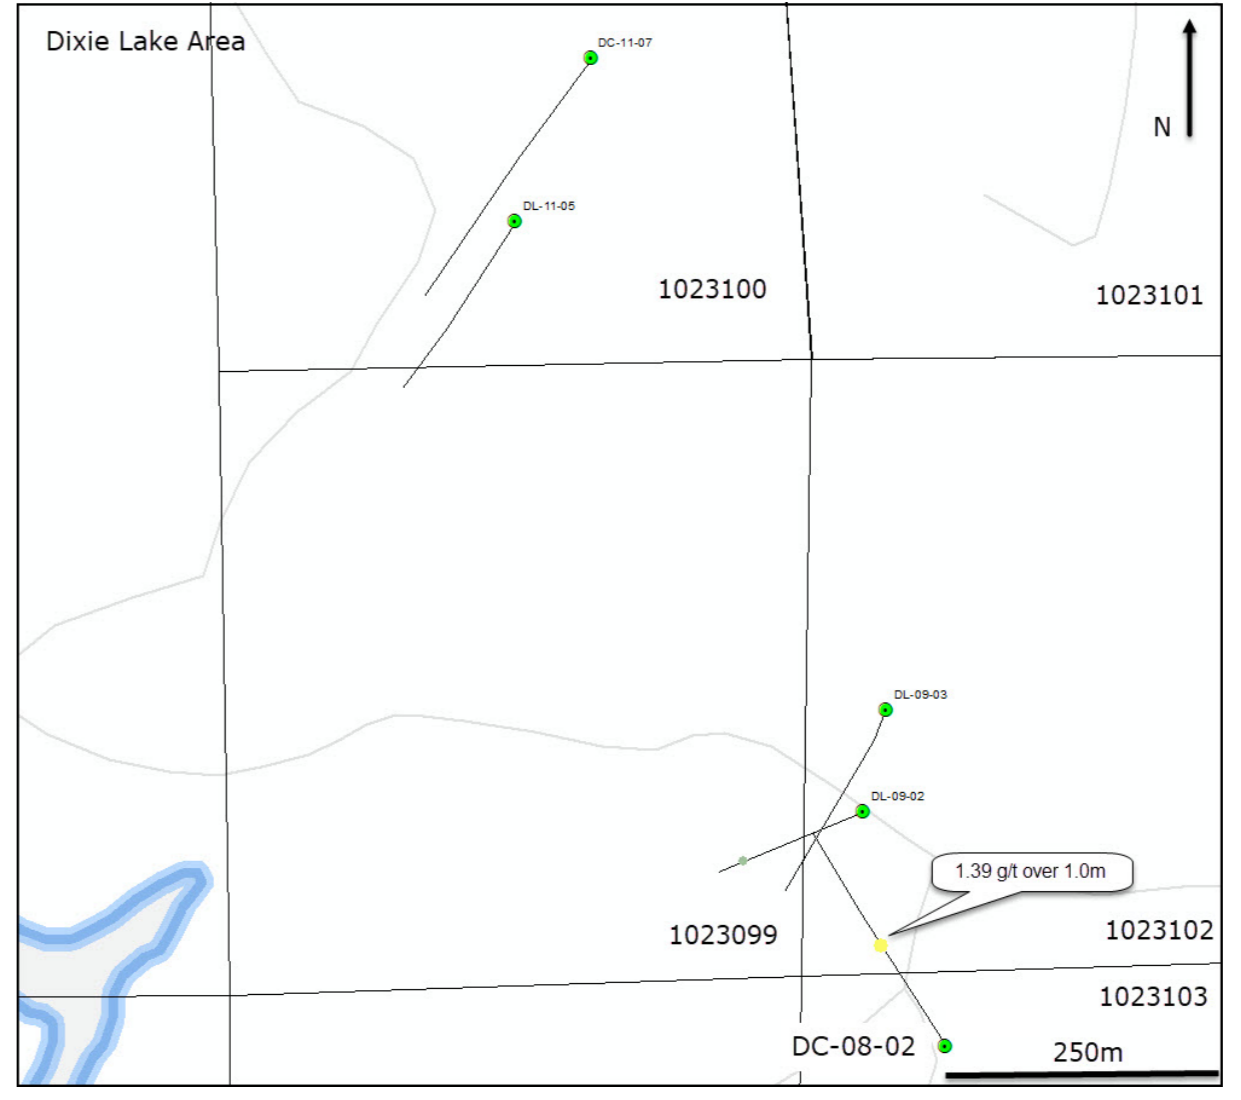 Dixie Lake Area
DC-11-07
N
DL-11-05
1023100
1023101
DL-09-03
DL-09-02
1.39 g/t over 1.0m
1023099
1023102
1023103
DC-08-02
250m